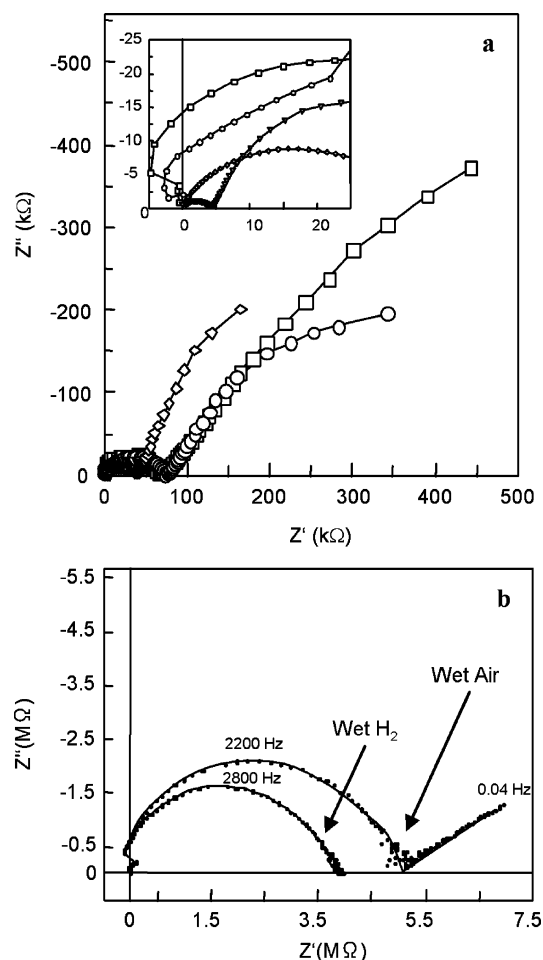 a
-25
-20
-15
-10
-5
0
0 10 20
-500
-400
-300
-200
-100
0
Z'' (kΩ)
0 100 200 300 400 500
Z' (kΩ)
b
-5.5
-4.5
-3.5
-2.5
-1.5
-0.5
0
Z''(MΩ)
Wet Air
Wet H₂
2200 Hz
2800 Hz
0.04 Hz
0 1.5 3.5 5.5 7.5
Z'(MΩ)